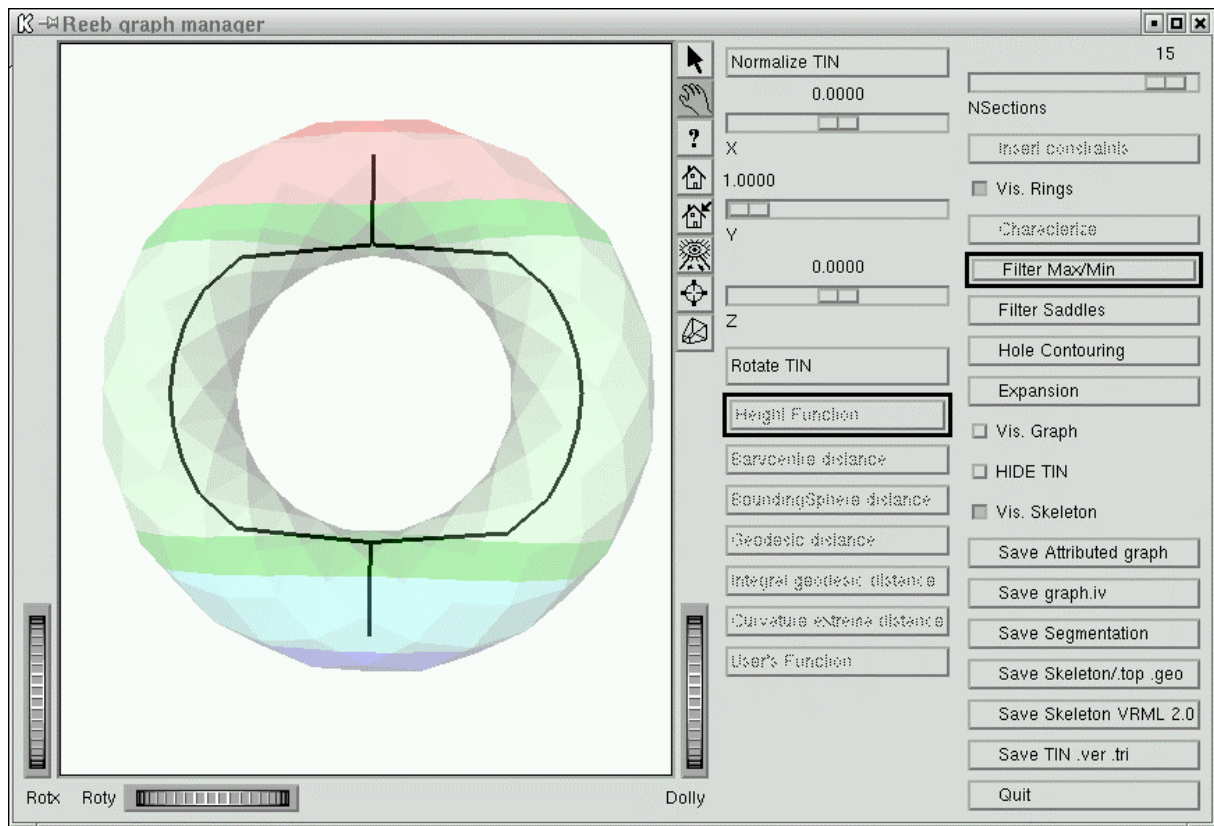 Reeb graph manager
?
Normalize TIN
0.0000
X
1.0000
Y
0.0000
Z
Rotate TIN
Height Function
Barycentre distance
BoundingSphere distance
Geodesic distance
Integral geodesic distance
Curvature extrema distance
User's Function
15
NSections
Insert constraints
Vis. Rings
Characterize
Filter Max/Min
Filter Saddles
Hole Contouring
Expansion
Vis. Graph
HIDE TIN
Vis. Skeleton
Save Attributed graph
Save graph.iv
Save Segmentation
Save Skeleton/.top .geo
Save Skeleton VRML 2.0
Save TIN .ver .tri
Quit
Rotx Roty
Dolly